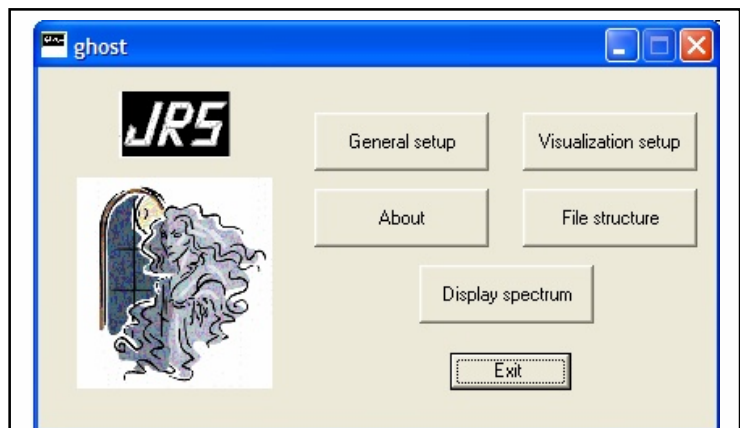 ghost
JRS
General setup
Visualization setup
About
File structure
Display spectrum
Exit